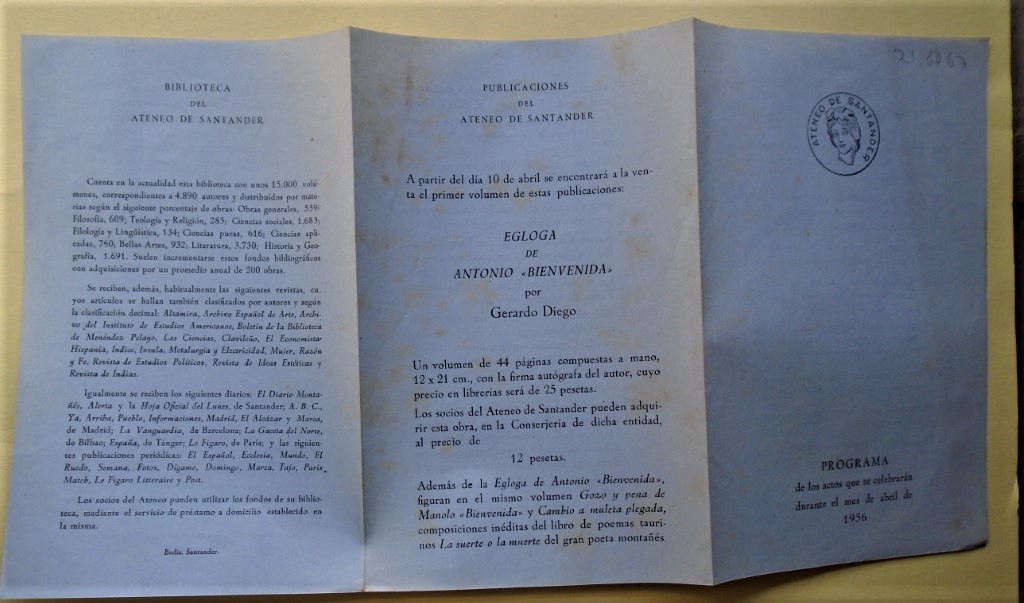 BIBLIOTECA
DEL
ATENEO DE SANTANDER
Cuenta en la actualidad esta biblioteca con unos 15.000 volú-
menes, correspondientes a 4.890 autores y distribuídos por mate-
rias según el siguiente porcentaje de obras: Obras generales, 539;
Filosofía, 609; Teología y Religión, 285; Ciencias sociales, 1.683;
Filología y Lingüística, 134; Ciencias puras, 616; Ciencias apli-
cadas, 760; Bellas Artes, 932; Literatura, 3.730; Historia y Geo-
grafía, 1.691. Suelen incrementarse estos fondos bibliográficos
con adquisiciones por un promedio anual de 200 obras.
Se reciben, además, habitualmente las siguientes revistas, cu-
yos artículos se hallan también clasificados por autores y según
la clasificación decimal: Altamira, Archivo Español de Arte, Archi-
vo del Instituto de Estudios Americanos, Boletín de la Biblioteca
de Menéndez Pelayo, Las Ciencias, Clavileño, El Economista
Hispania, Indice, Insula, Metalurgia y Electricidad, Mujer, Razón
y Fe, Revista de Estudios Políticos, Revista de Ideas Estéticas y
Revista de Indias.
Igualmente se reciben los siguientes diarios: El Diario Monta-
ñés, Alerta y la Hoja Oficial del Lunes, de Santander; A. B. C.,
Ya, Arriba, Pueblo, Informaciones, Madrid, El Alcázar y Marca,
de Madrid; La Vanguardia, de Barcelona; La Gaceta del Norte,
de Bilbao; España, de Tánger; Le Figaro, de París; y las siguien-
tes publicaciones periódicas: El Español, Ecclesia, Mundo, El
Ruedo, Semana, Fotos, Dígame, Domingo, Marca, Tajo, París
Match, Le Figaro Litteraire y Post.
Los socios del Ateneo pueden utilizar los fondos de su biblio-
teca, mediante el servicio de préstamo a domicilio establecido en
la misma.
Bedia. Santander.
PUBLICACIONES
DEL
ATENEO DE SANTANDER
A partir del día 10 de abril se encontrará a la ven-
ta el primer volumen de estas publicaciones:
EGLOGA
DE
ANTONIO «BIENVENIDA»
por
Gerardo Diego
Un volumen de 44 páginas compuestas a mano,
12 x 21 cm., con la firma autógrafa del autor, cuyo
precio en librerías será de 25 pesetas.
Los socios del Ateneo de Santander pueden adqui-
rir esta obra, en la Conserjería de dicha entidad,
al precio de
12 pesetas.
Además de la Egloga de Antonio «Bienvenida»,
figuran en el mismo volumen Gozo y pena de
Manolo «Bienvenida» y Cambio a muleta plegada,
composiciones inéditas del libro de poemas tauri-
nos La suerte o la muerte del gran poeta montañés
ATENEO DE SANTANDER
PROGRAMA
de los actos que se celebrarán
durante el mes de abril de
1956